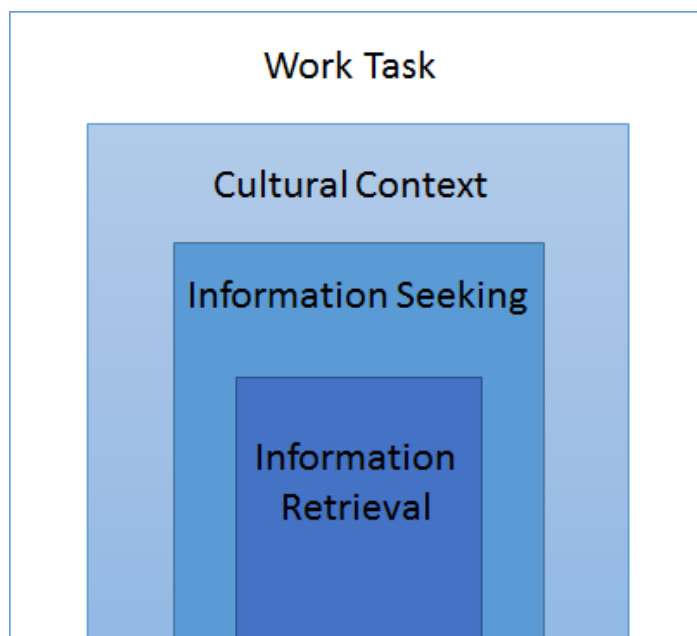 Work Task
Cultural Context
Information Seeking
Information
Retrieval